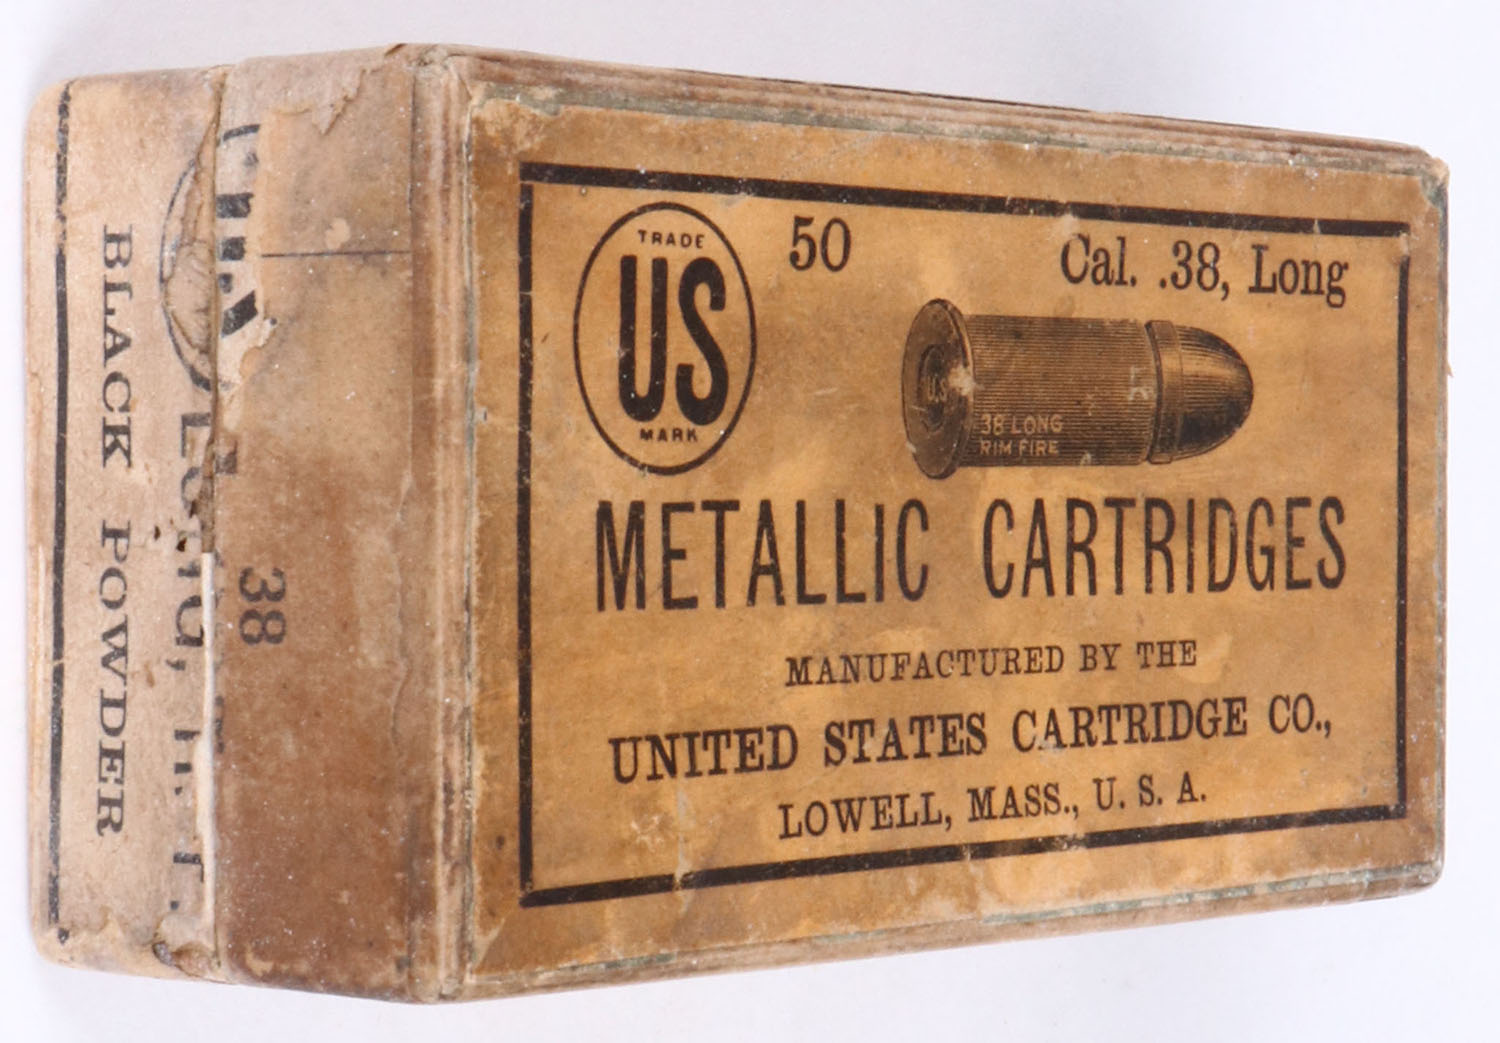 TRADE
US
MARK
50
Cal. .38, Long
U.S
38 LONG
RIM FIRE
METALLIC CARTRIDGES
MANUFACTURED BY THE
UNITED STATES CARTRIDGE CO.,
LOWELL, MASS., U. S. A.
38
BLACK POWDER